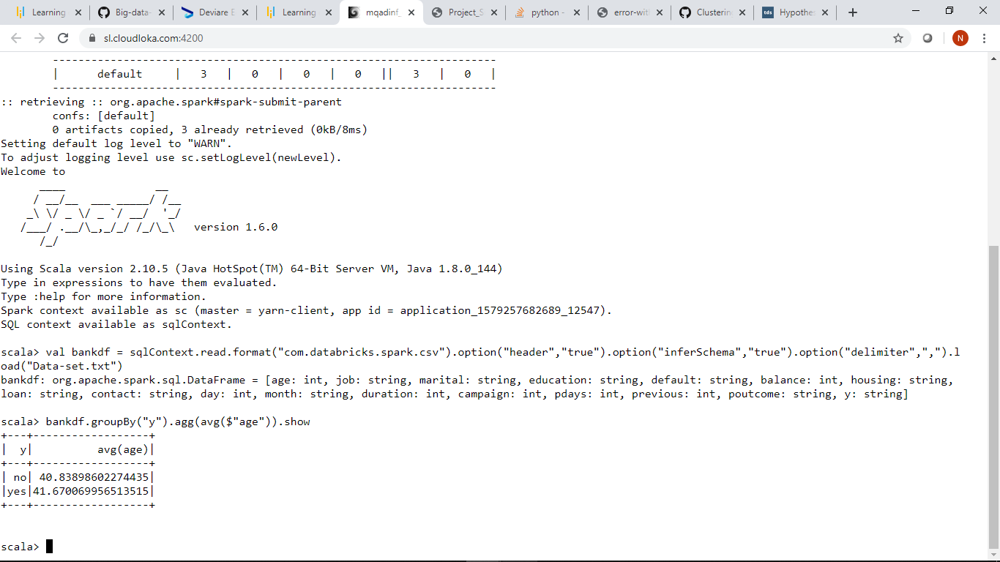 Learning
Big-data-
Deviare E
Learning
mqadinf_
Project_S
python -
error-wit
Clustering
Hypothes
sl.cloudloka.com:4200
N
---------------------------------------------------------------------
|      default     |   3   |   0   |   0   |   0   ||   3   |   0   |
---------------------------------------------------------------------
:: retrieving :: org.apache.spark#spark-submit-parent
confs: [default]
0 artifacts copied, 3 already retrieved (0kB/8ms)
Setting default log level to "WARN".
To adjust logging level use sc.setLogLevel(newLevel).
Welcome to
      ____              __
     / __/__  ___ _____/ /__
    _\ \/ _ \/ _ `/ __/  '_/
   /___/ .__/\_,_/_/ /_/\_\   version 1.6.0
      /_/
Using Scala version 2.10.5 (Java HotSpot(TM) 64-Bit Server VM, Java 1.8.0_144)
Type in expressions to have them evaluated.
Type :help for more information.
Spark context available as sc (master = yarn-client, app id = application_1579257682689_12547).
SQL context available as sqlContext.
scala> val bankdf = sqlContext.read.format("com.databricks.spark.csv").option("header","true").option("inferSchema","true").option("delimiter",",").l
oad("Data-set.txt")
bankdf: org.apache.spark.sql.DataFrame = [age: int, job: string, marital: string, education: string, default: string, balance: int, housing: string,
loan: string, contact: string, day: int, month: string, duration: int, campaign: int, pdays: int, previous: int, poutcome: string, y: string]
scala> bankdf.groupBy("y").agg(avg($"age")).show
+---+------------------+
|  y|          avg(age)|
+---+------------------+
| no| 40.83898602274435|
|yes|41.670069956513515|
+---+------------------+
scala>